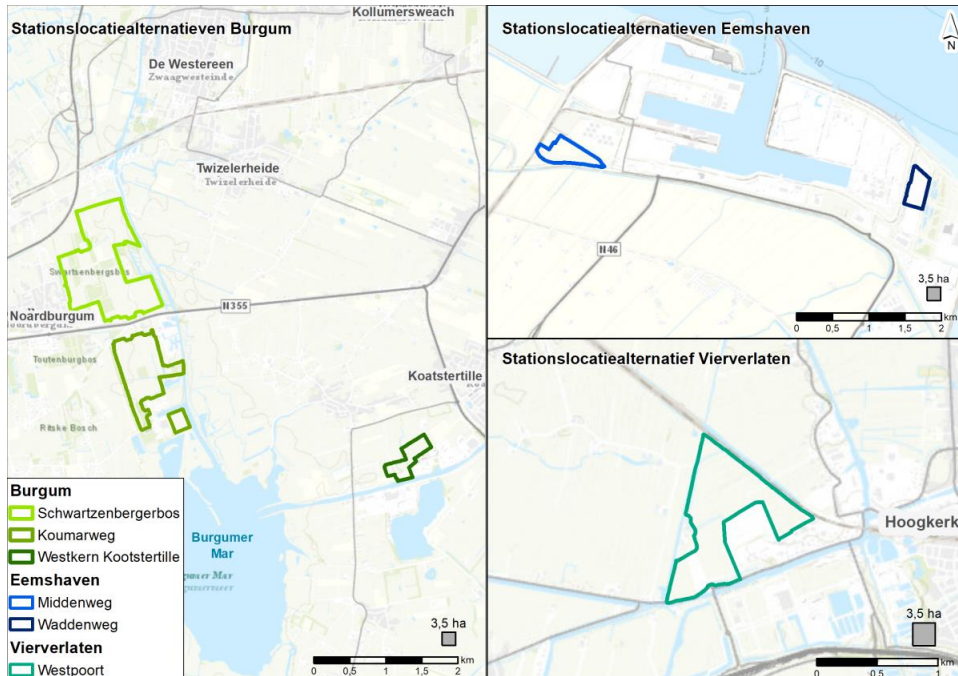 Stationslocatiealternatieven Burgum
Kollumersweach
De Westereen
Zwaagwesteinde
Twizelerheide
Twizelerheide
Swartsenbergsbos
N355
Noärdburgum
Toutenburgbos
Ritske Bosch
Koatstertille
Burgumer
Mar
3,5 ha
km
0 0,5 1 1,5 2
Burgum
Schwartzenbergerbos
Koumarweg
Westkern Kootstertille
Eemshaven
Middenweg
Waddenweg
Vierverlaten
Westpoort
Stationslocatiealternatieven Eemshaven
N
-10
N46
3,5 ha
km
0 0,5 1 1,5 2
Stationslocatiealternatief Vierverlaten
Hoogkerk
3,5 ha
km
0 0,5 1